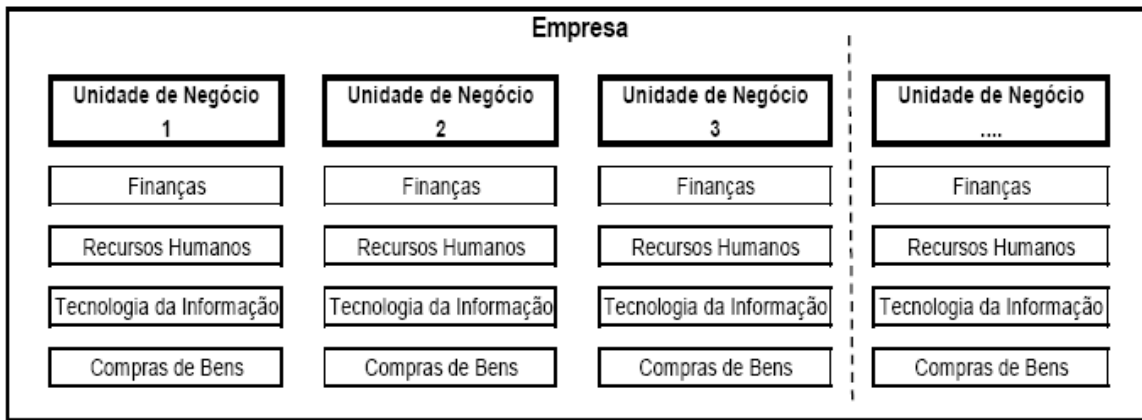 Empresa
Unidade de Negócio
1
Unidade de Negócio
2
Unidade de Negócio
3
Unidade de Negócio
....
Finanças
Finanças
Finanças
Finanças
Recursos Humanos
Recursos Humanos
Recursos Humanos
Recursos Humanos
Tecnologia da Informação
Tecnologia da Informação
Tecnologia da Informação
Tecnologia da Informação
Compras de Bens
Compras de Bens
Compras de Bens
Compras de Bens